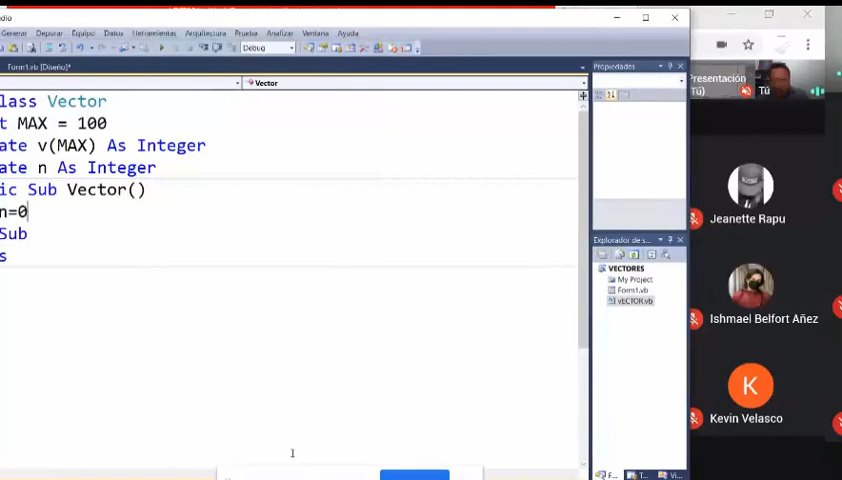 udio
Generar Depurar Equipo Datos Herramientas Arquitectura Prueba Analizar Ventana Ayuda
Debug
Form1.vb [Diseño]*
Vector
lass Vector
t MAX = 100
ate v(MAX) As Integer
ate n As Integer
ic Sub Vector()
n=0
Sub
s
Propiedades
Explorador de s...
VECTORES
My Project
Form1.vb
vECTOR.vb
F...
T...
Vi...
Presentación
(Tú)
Tú
Jeanette Rapu
Ishmael Belfort Añez
K
Kevin Velasco